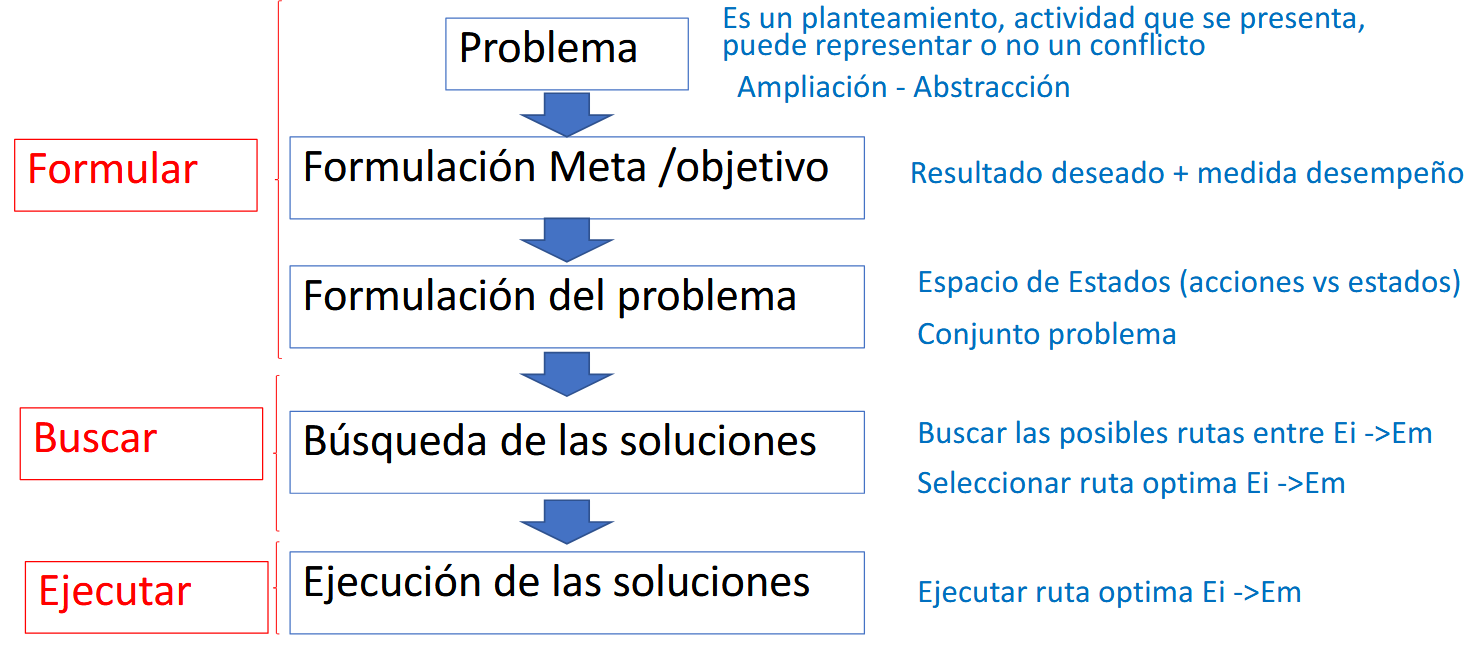 Problema
Es un planteamiento, actividad que se presenta,
puede representar o no un conflicto
Ampliación - Abstracción
Formular
Formulación Meta /objetivo
Resultado deseado + medida desempeño
Formulación del problema
Espacio de Estados (acciones vs estados)
Conjunto problema
Buscar
Búsqueda de las soluciones
Buscar las posibles rutas entre Ei ->Em
Seleccionar ruta optima Ei ->Em
Ejecutar
Ejecución de las soluciones
Ejecutar ruta optima Ei ->Em